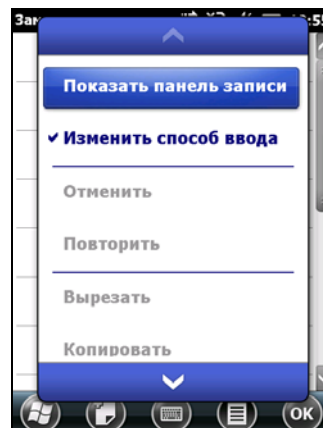 Показать панель записи
Изменить способ ввода
Отменить
Повторить
Вырезать
Копировать
OK